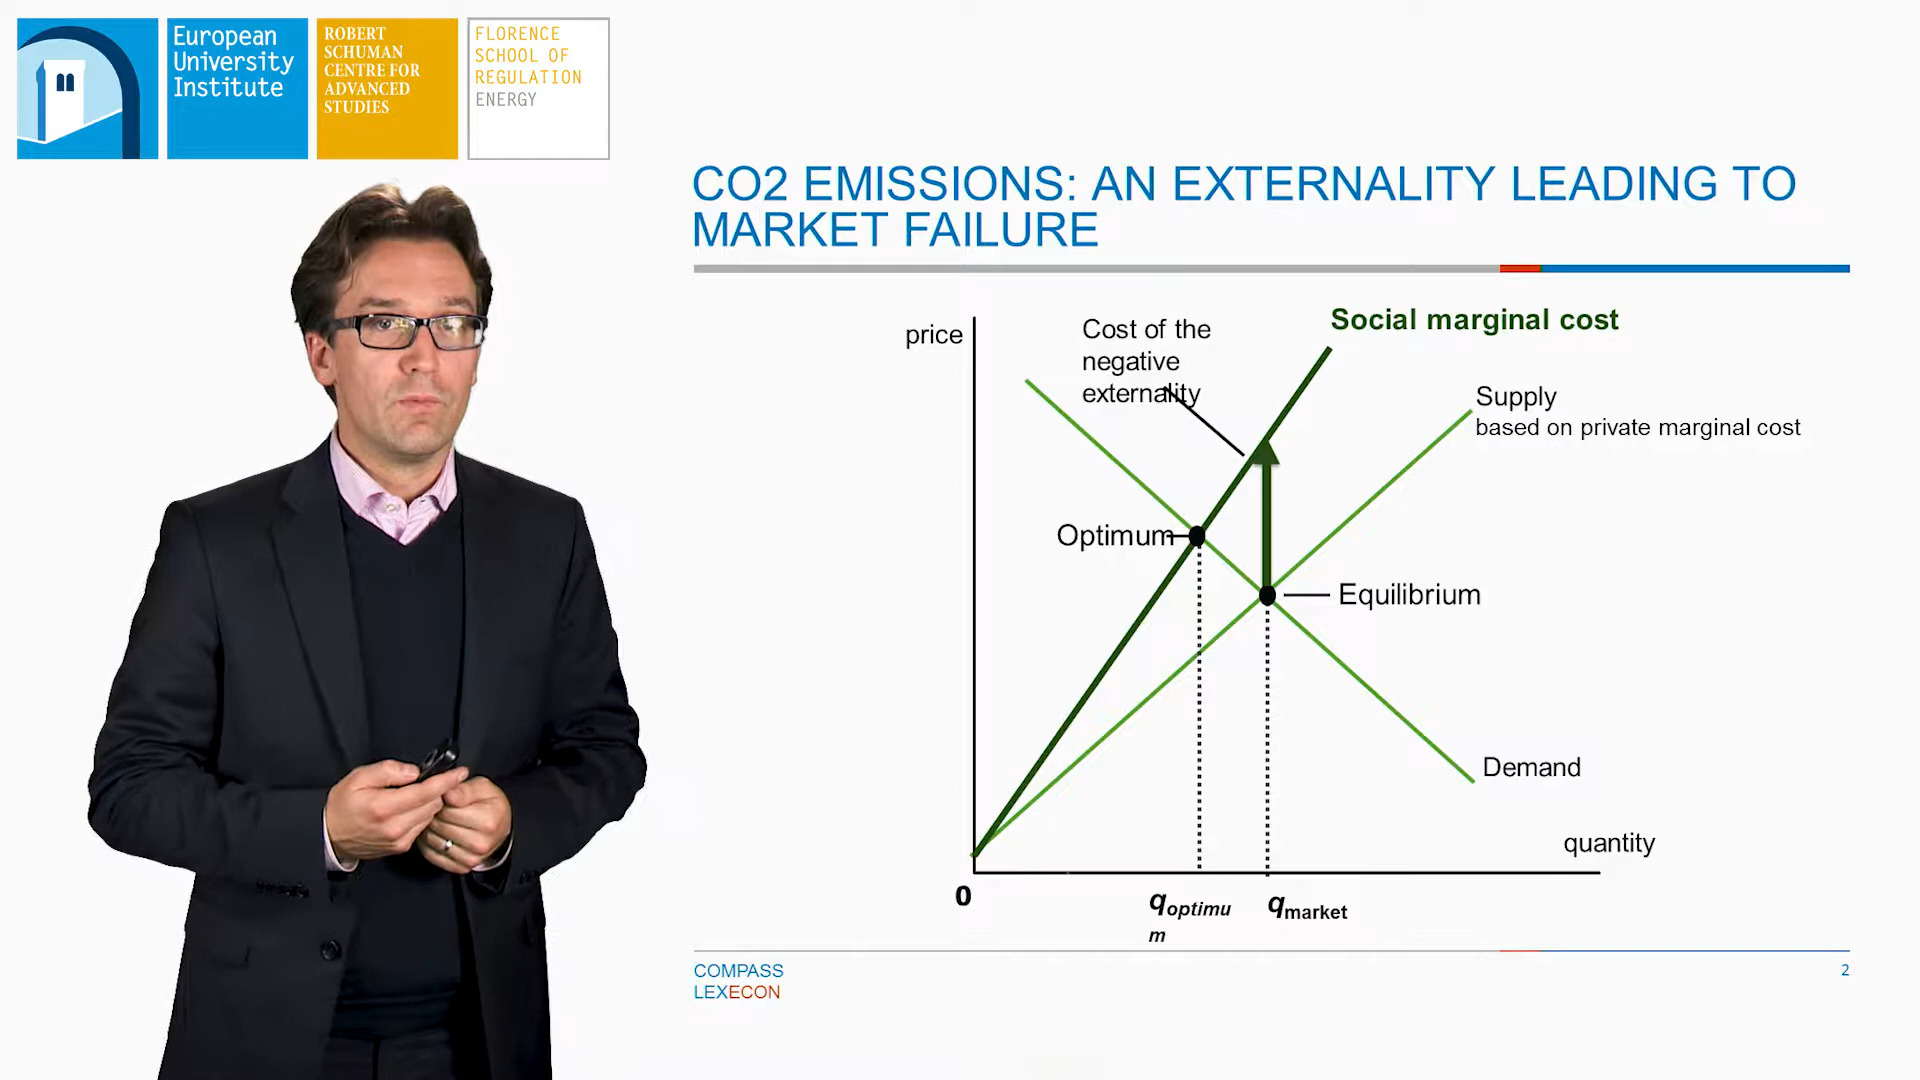 European
University
Institute
ROBERT
SCHUMAN
CENTRE FOR
ADVANCED
STUDIES
FLORENCE
SCHOOL OF
REGULATION
ENERGY
CO2 EMISSIONS: AN EXTERNALITY LEADING TO
MARKET FAILURE
price
Cost of the
negative
externality
Social marginal cost
Supply
based on private marginal cost
Optimum
Equilibrium
Demand
quantity
0
qoptimu
m
qmarket
COMPASS
LEXECON
2